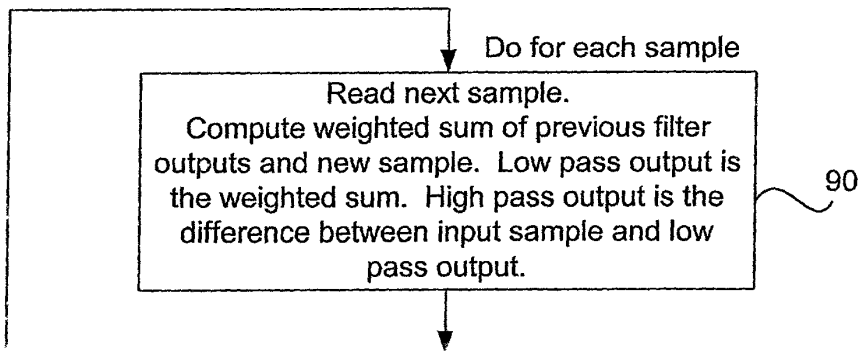 Do for each sample
Read next sample.
Compute weighted sum of previous filter
outputs and new sample. Low pass output is
the weighted sum. High pass output is the
difference between input sample and low
pass output.
90